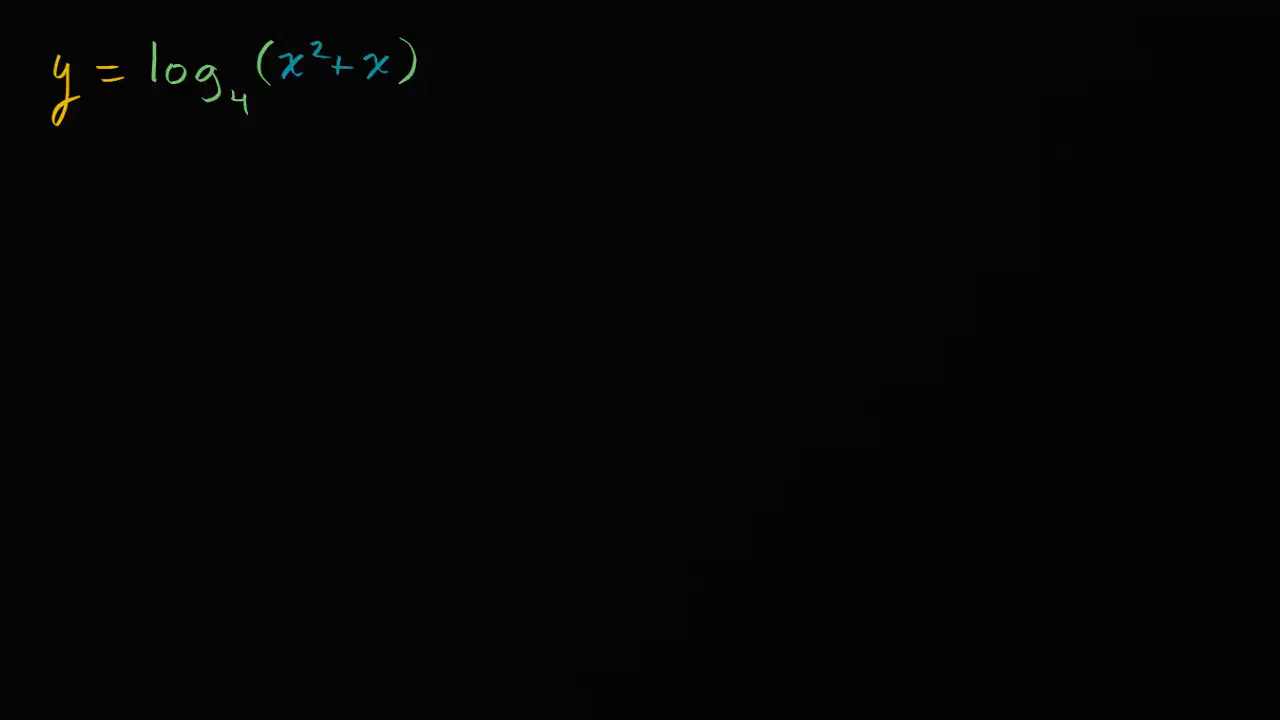 y = log₄(x² + x)